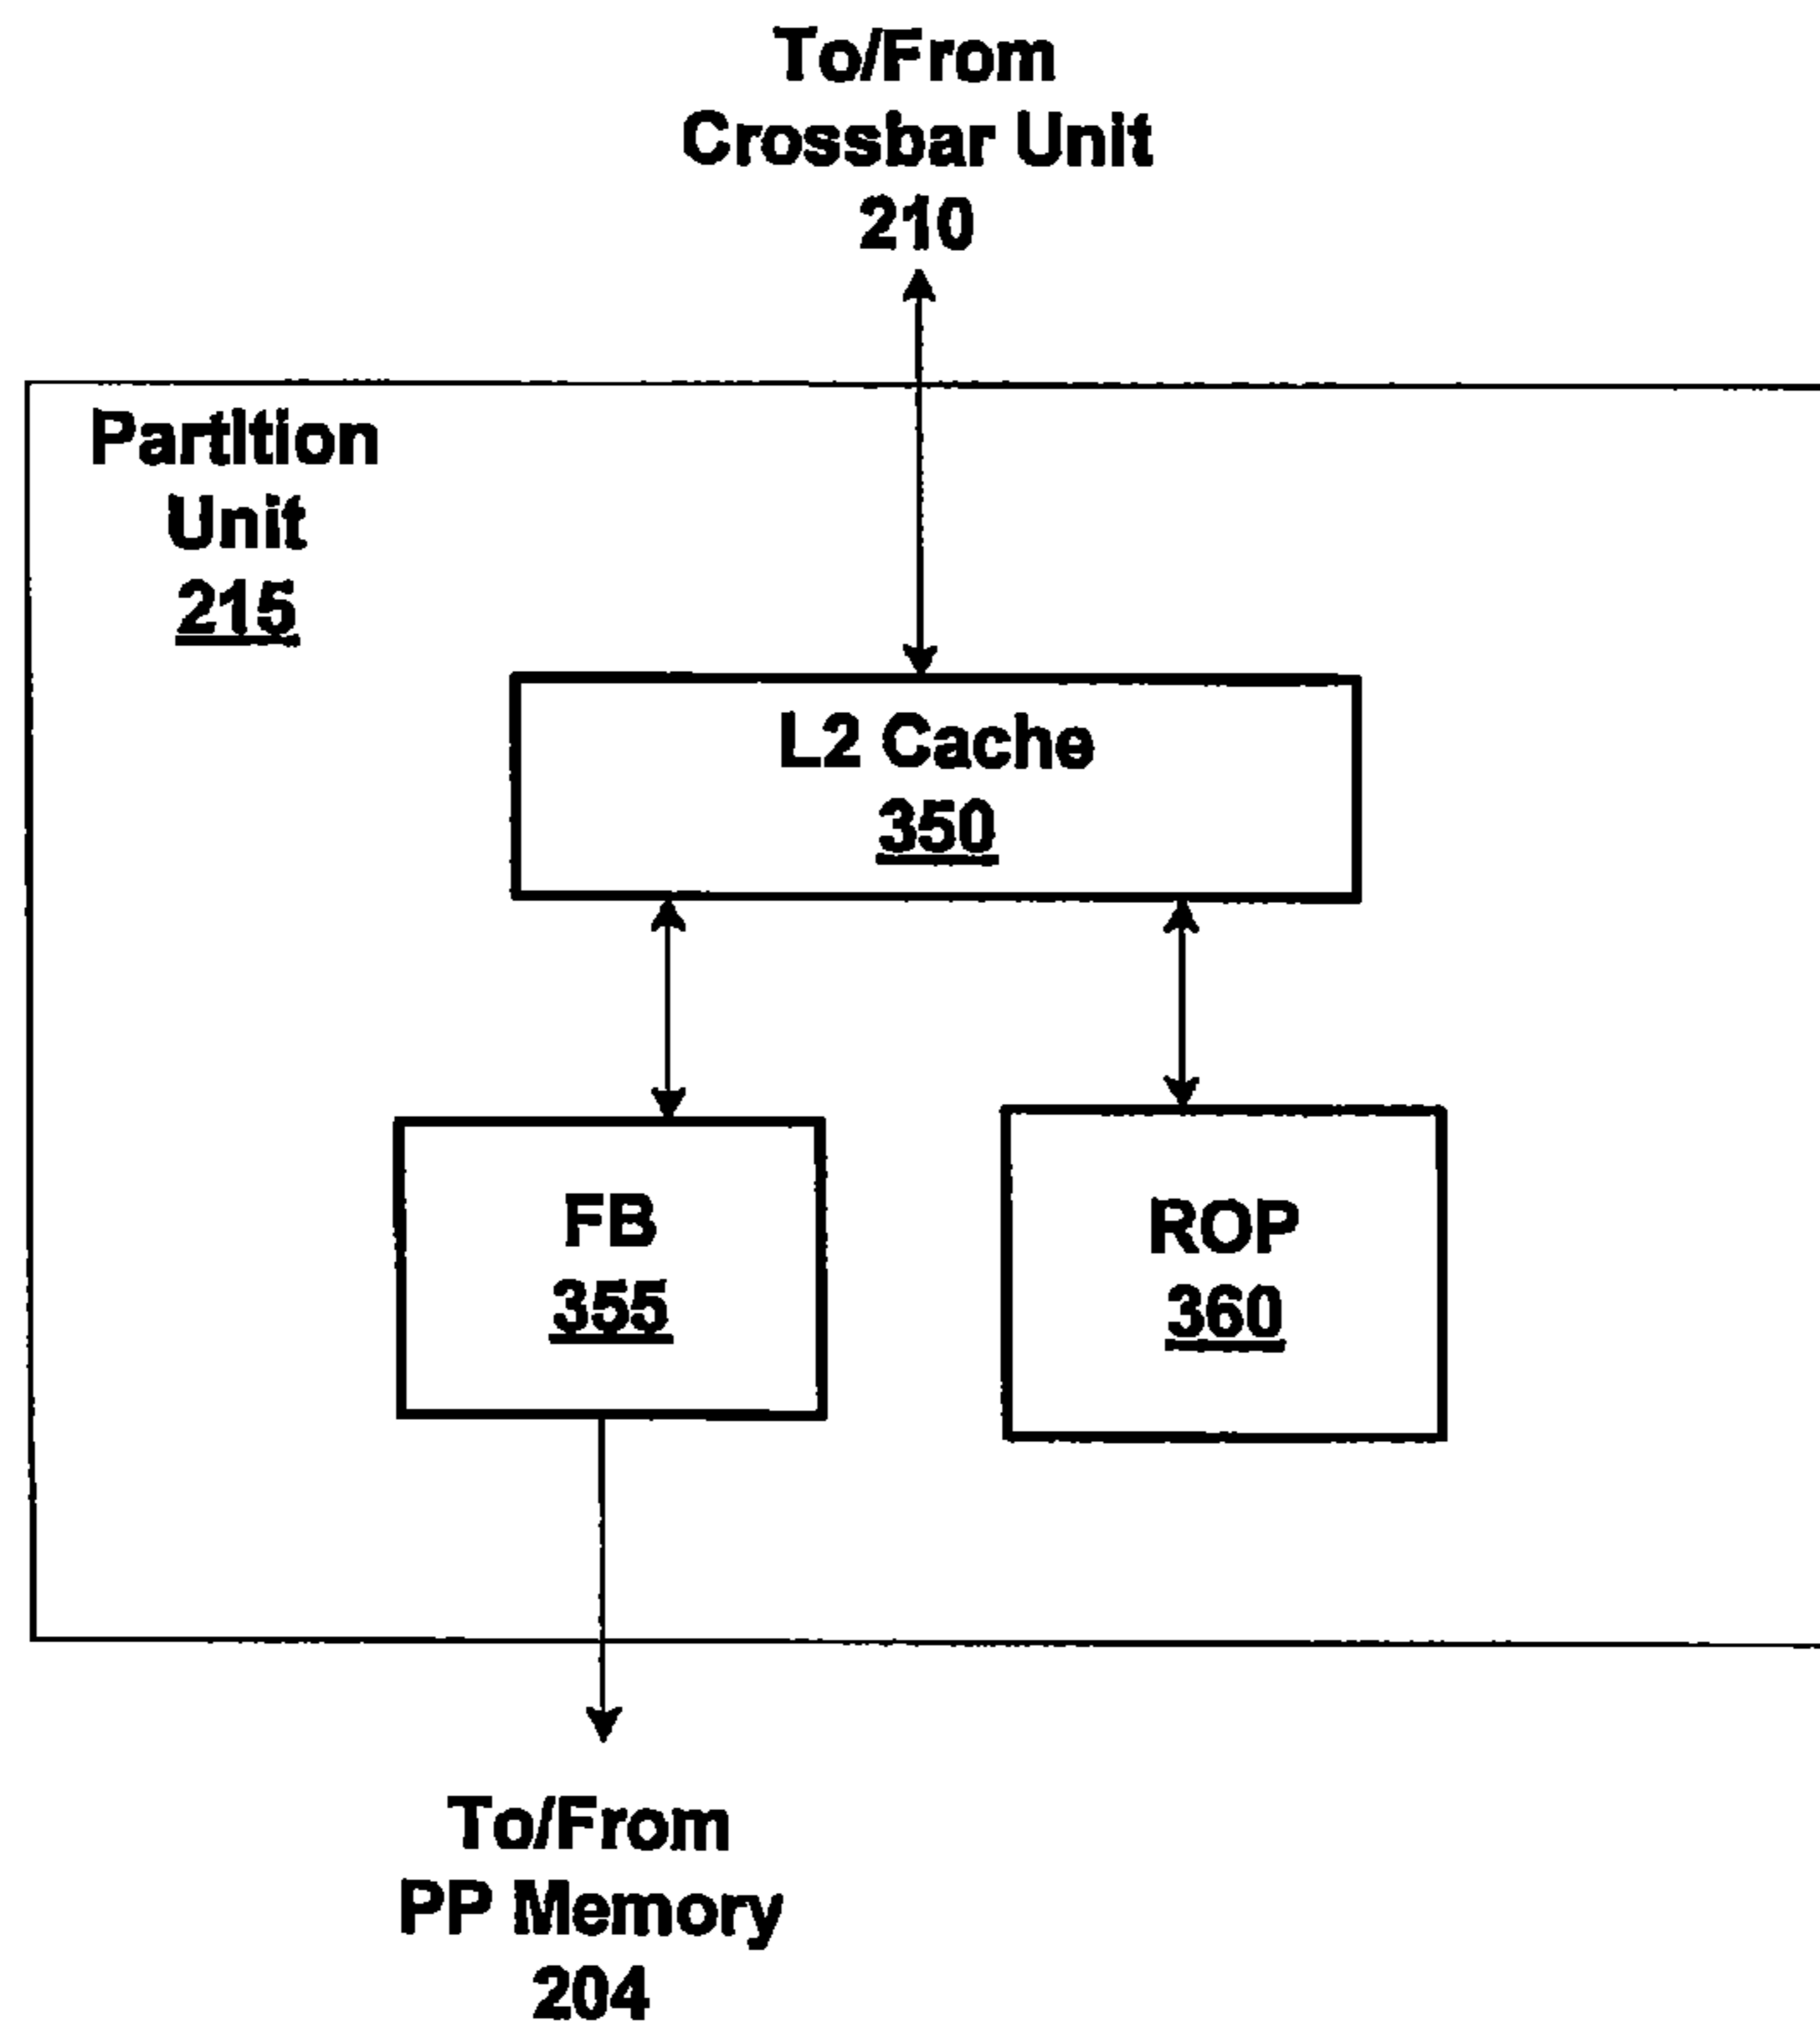 To/From
Crossbar Unit
210
Partition
Unit
215
L2 Cache
350
FB
355
ROP
360
To/From
PP Memory
204